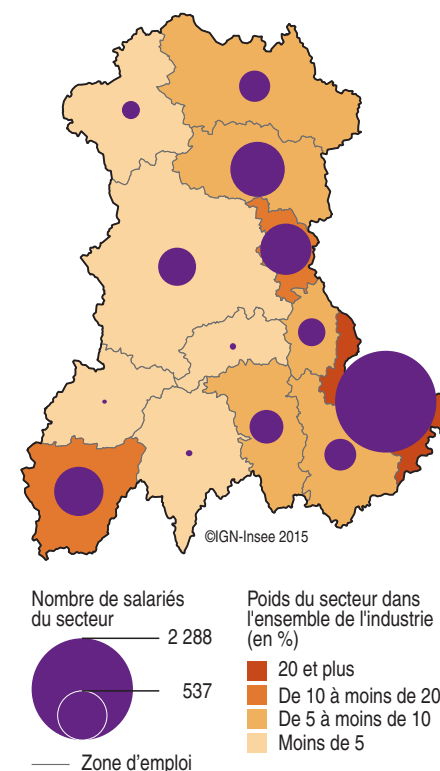 ©IGN-Insee 2015
Nombre de salariés
du secteur
2 288
537
Zone d'emploi
Poids du secteur dans
l'ensemble de l'industrie
(en %)
20 et plus
De 10 à moins de 20
De 5 à moins de 10
Moins de 5